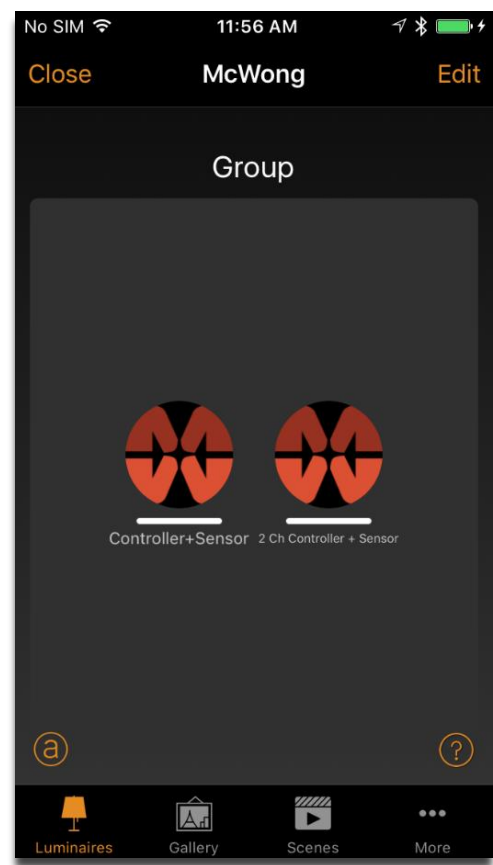 No SIM 11:56 AM
Close McWong Edit
Group
Controller+Sensor 2 Ch Controller + Sensor
a ?
Luminaires Gallery Scenes More